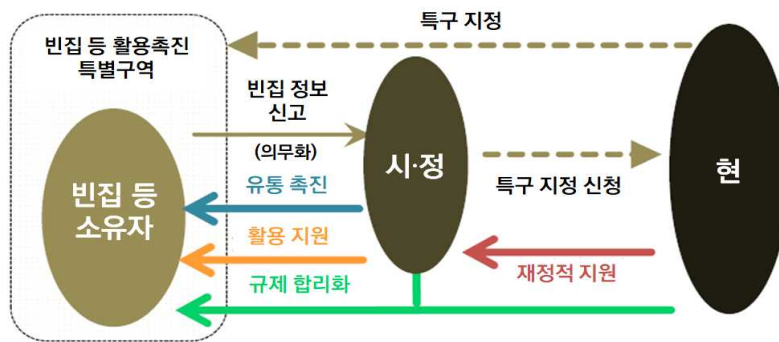 특구 지정
빈집 등 활용촉진
특별구역
빈집 정보
신고
(의무화)
빈집 등
소유자
시·정
현
특구 지정 신청
유통 촉진
활용 지원
규제 합리화
재정적 지원